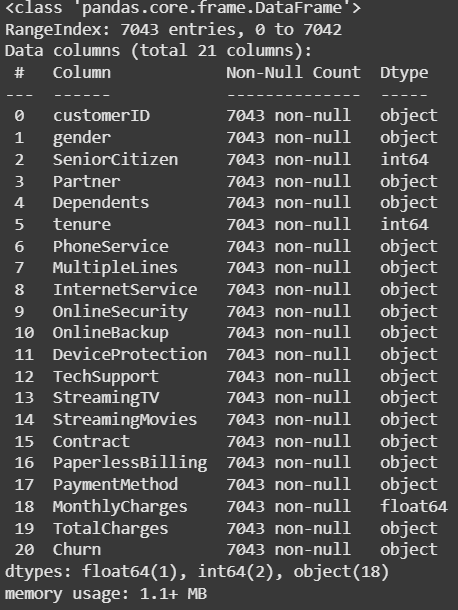 <class 'pandas.core.frame.DataFrame'>
RangeIndex: 7043 entries, 0 to 7042
Data columns (total 21 columns):
 #   Column            Non-Null Count  Dtype
---  ------            --------------  -----
 0   customerID        7043 non-null   object
 1   gender            7043 non-null   object
 2   SeniorCitizen     7043 non-null   int64
 3   Partner           7043 non-null   object
 4   Dependents        7043 non-null   object
 5   tenure            7043 non-null   int64
 6   PhoneService      7043 non-null   object
 7   MultipleLines     7043 non-null   object
 8   InternetService   7043 non-null   object
 9   OnlineSecurity    7043 non-null   object
 10  OnlineBackup      7043 non-null   object
 11  DeviceProtection  7043 non-null   object
 12  TechSupport       7043 non-null   object
 13  StreamingTV       7043 non-null   object
 14  StreamingMovies   7043 non-null   object
 15  Contract          7043 non-null   object
 16  PaperlessBilling  7043 non-null   object
 17  PaymentMethod     7043 non-null   object
 18  MonthlyCharges    7043 non-null   float64
 19  TotalCharges      7043 non-null   object
 20  Churn             7043 non-null   object
dtypes: float64(1), int64(2), object(18)
memory usage: 1.1+ MB